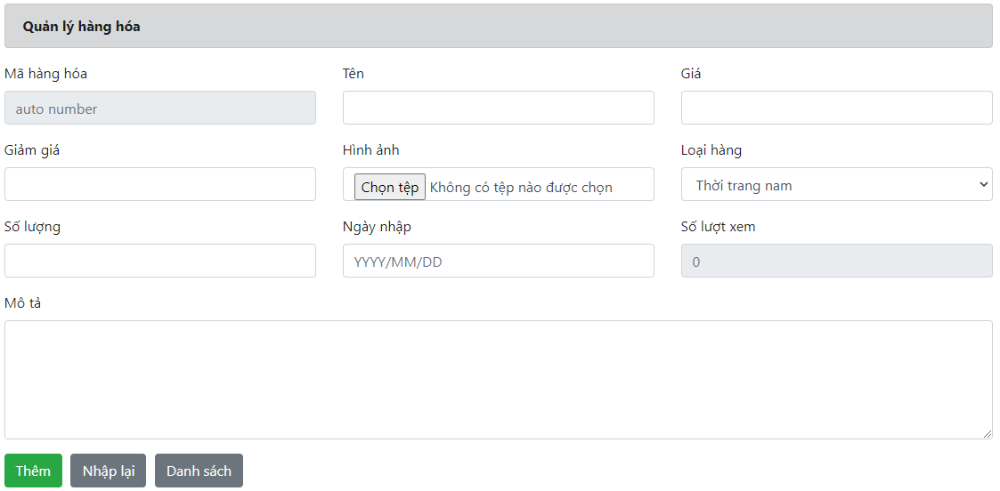 Quản lý hàng hóa
Mã hàng hóa
Tên
Giá
auto number
Giảm giá
Hình ảnh
Loại hàng
Chọn tệp Không có tệp nào được chọn
Thời trang nam
Số lượng
Ngày nhập
Số lượt xem
YYYY/MM/DD
0
Mô tả
Thêm
Nhập lại
Danh sách